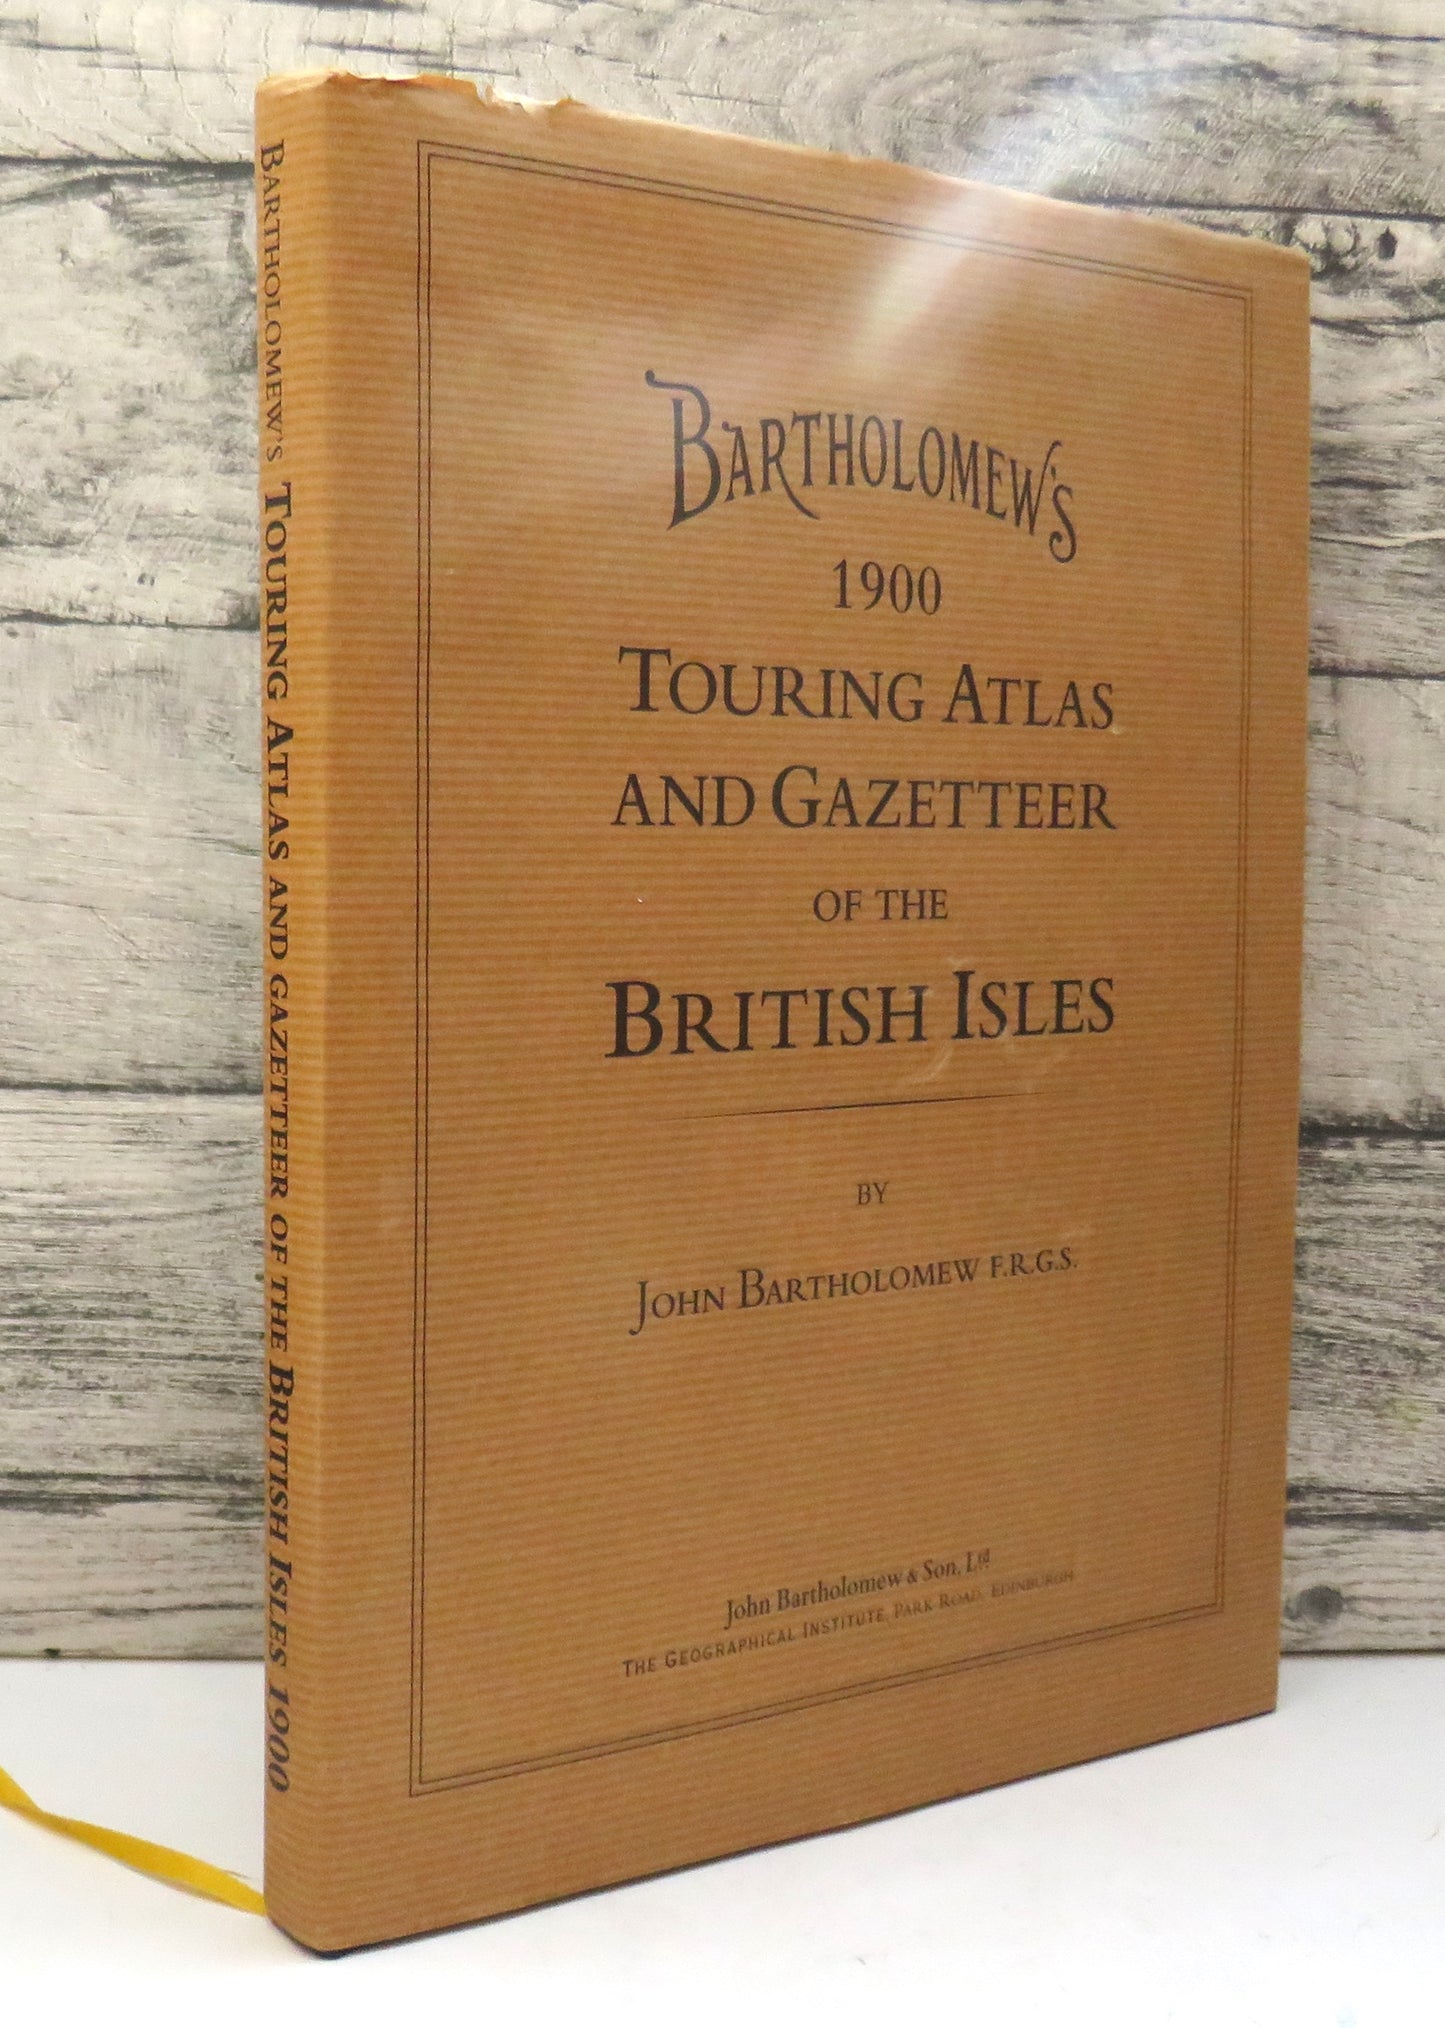 BARTHOLOMEW'S TOURING ATLAS AND GAZETTEER OF THE BRITISH ISLES 1900
BARTHOLOMEW'S
1900
TOURING ATLAS
AND GAZETTEER
OF THE
BRITISH ISLES
BY
JOHN BARTHOLOMEW F.R.G.S.
John Bartholomew & Son, Ltd
THE GEOGRAPHICAL INSTITUTE, PARK ROAD, EDINBURGH